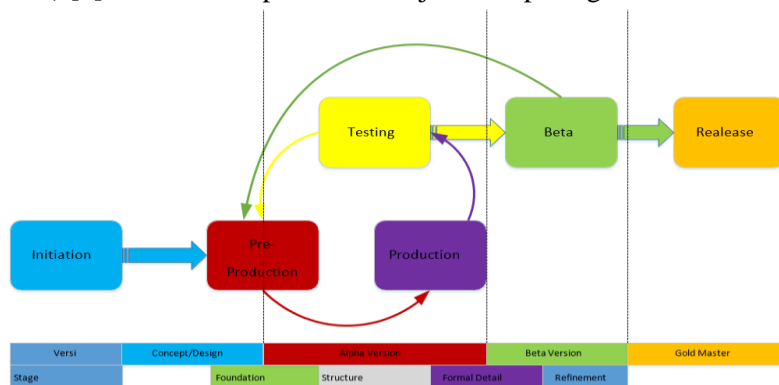 Testing
Beta
Realease
Initiation
Pre-
Production
Production
Versi
Concept/Design
Alpha Version
Beta Version
Gold Master
Stage
Foundation
Structure
Formal Detail
Refinement